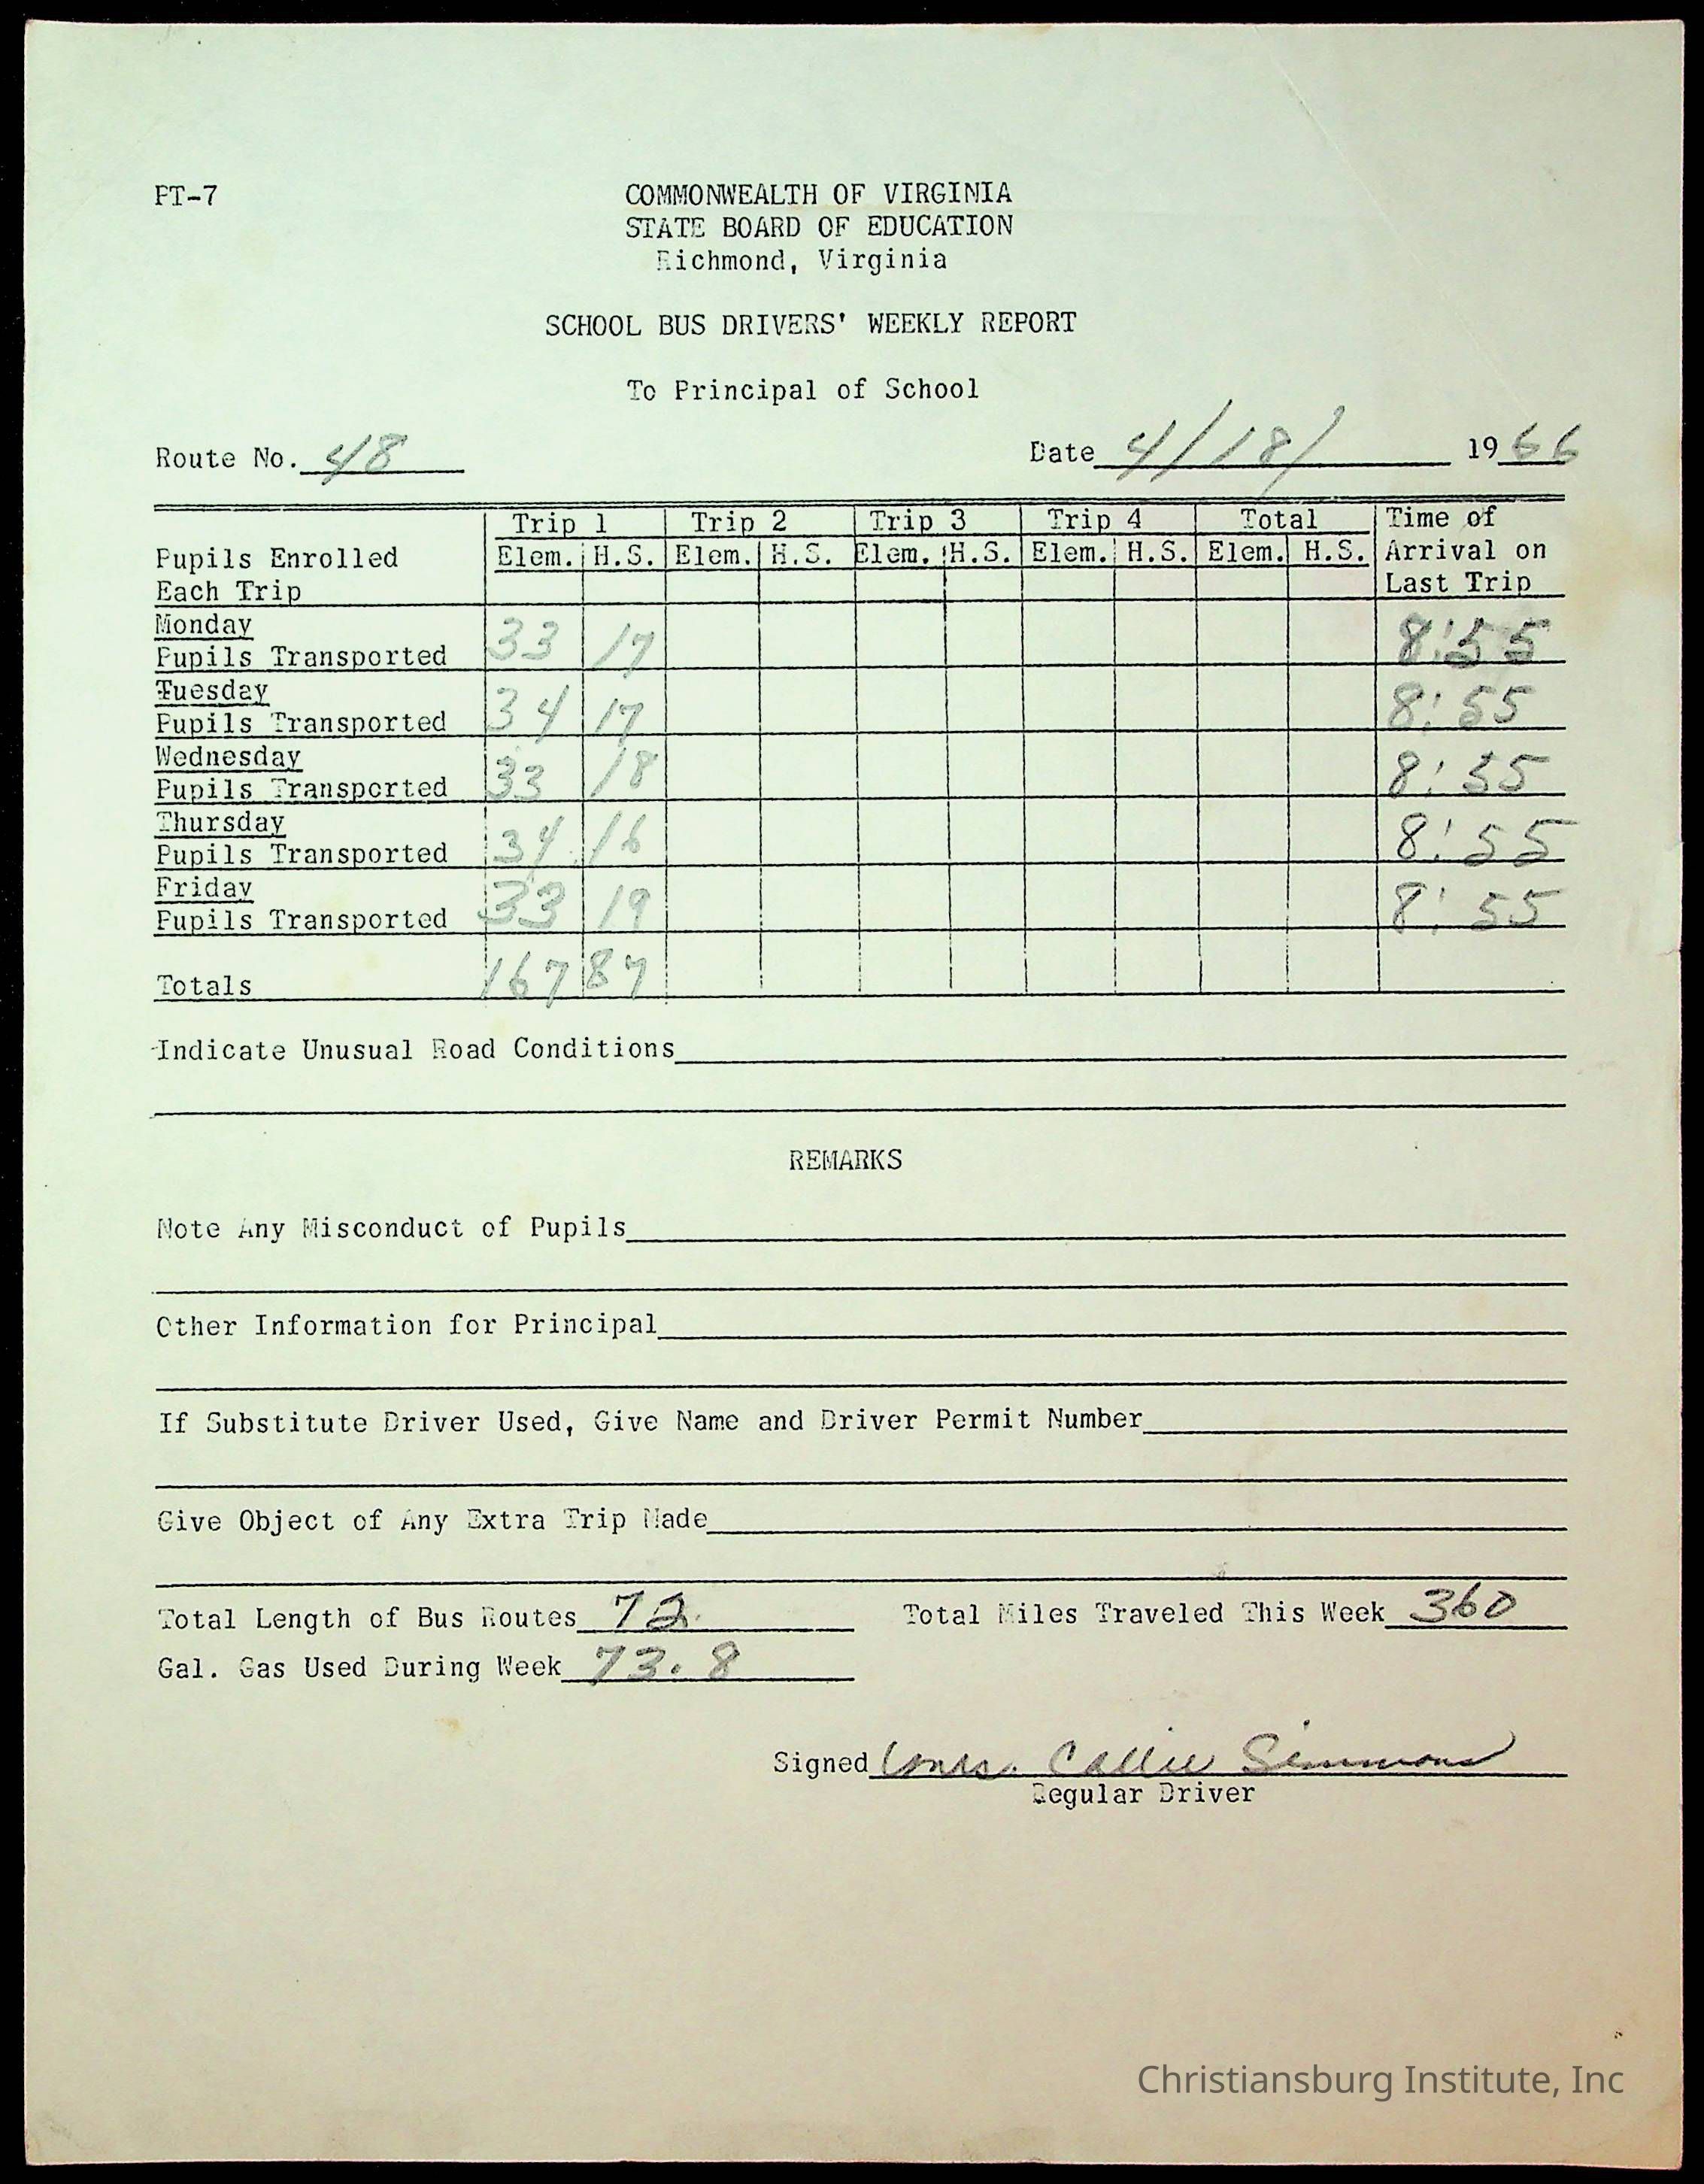 PT-7
COMMONWEALTH OF VIRGINIA
STATE BOARD OF EDUCATION
Richmond, Virginia
SCHOOL BUS DRIVERS' WEEKLY REPORT
To Principal of School
Route No. 48 Date 4/18/ 1966
Trip 1 Trip 2 Trip 3 Trip 4 Total Time of
Pupils Enrolled Elem. H.S. Elem. H.S. Elem. H.S. Elem. H.S. Elem. H.S. Arrival on
Each Trip Last Trip
Monday
Pupils Transported 33 17 8:55
Tuesday
Pupils Transported 34 17 8:55
Wednesday
Pupils Transported 33 18 8:55
Thursday
Pupils Transported 34 16 8:55
Friday
Pupils Transported 33 19 8:55
Totals 167 87
Indicate Unusual Road Conditions
REMARKS
Note Any Misconduct of Pupils
Other Information for Principal
If Substitute Driver Used, Give Name and Driver Permit Number
Give Object of Any Extra Trip Made
Total Length of Bus Routes 72 Total Miles Traveled This Week 360
Gal. Gas Used During Week 73.8
Signed Mrs. Callie Simmons
Regular Driver
Christiansburg Institute, Inc